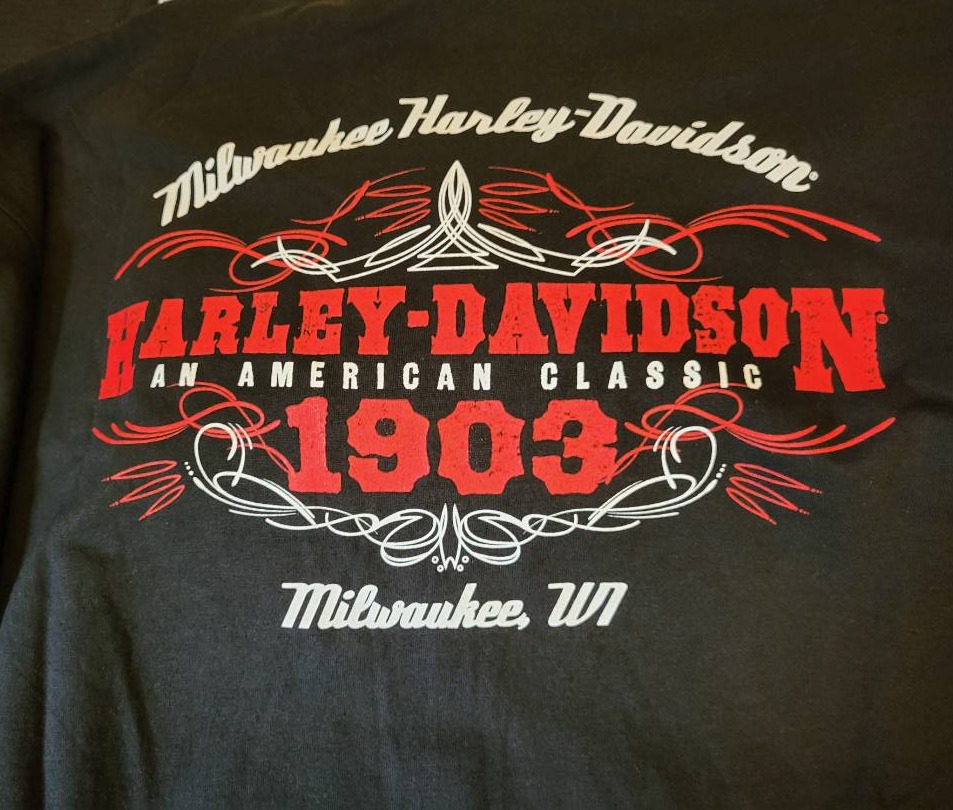 Milwaukee Harley-Davidson®
HARLEY-DAVIDSON®
AN AMERICAN CLASSIC
1903
Milwaukee, WI